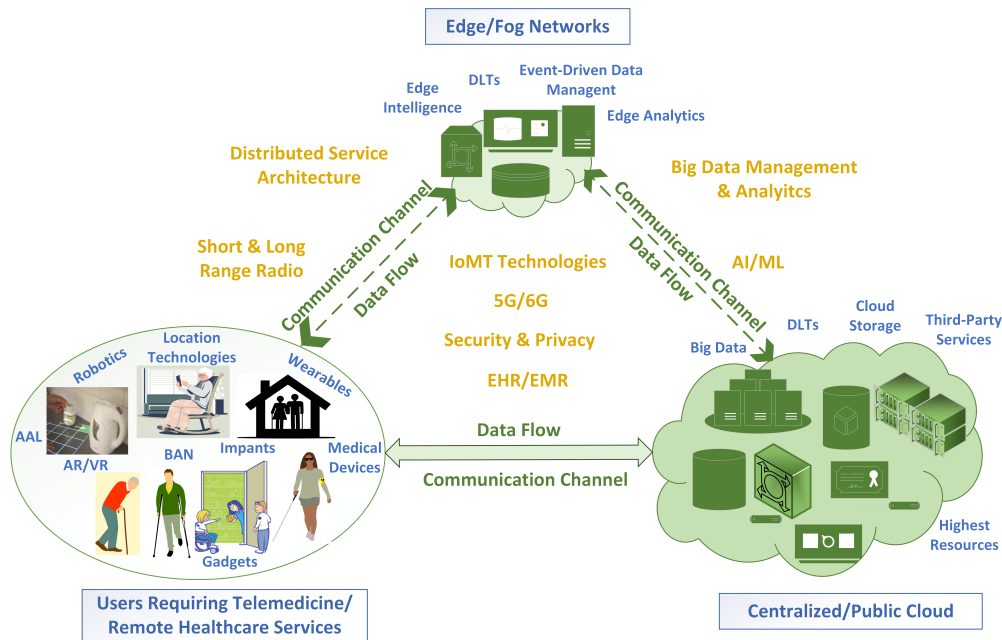 Edge/Fog Networks
Edge
Intelligence
DLTs
Event-Driven Data
Managent
Edge Analytics
Distributed Service
Architecture
Big Data Management
& Analyitcs
Communication Channel
Data Flow
Communication Channel
Data Flow
Short & Long
Range Radio
IoMT Technologies
5G/6G
Security & Privacy
EHR/EMR
AI/ML
Big Data
DLTs
Cloud
Storage
Third-Party
Services
Robotics
Location
Technologies
Wearables
AAL
AR/VR
BAN
Impants
Medical
Devices
Gadgets
Data Flow
Communication Channel
Highest
Resources
Users Requiring Telemedicine/
Remote Healthcare Services
Centralized/Public Cloud